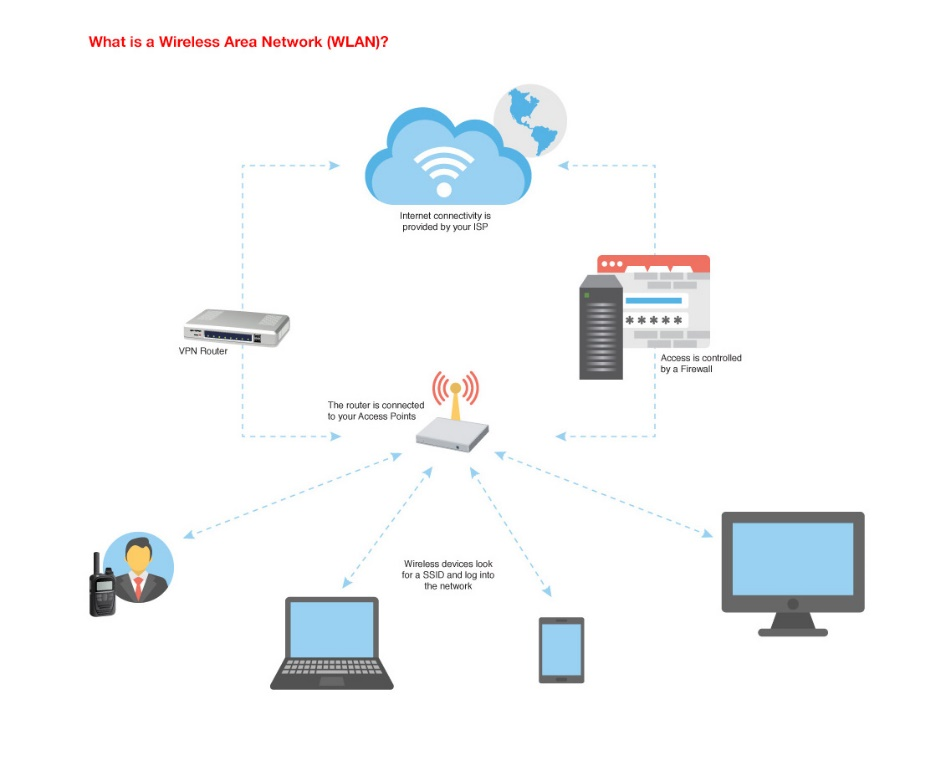 What is a Wireless Area Network (WLAN)?
Internet connectivity is
provided by your ISP
VPN Router
*****
Access is controlled
by a Firewall
The router is connected
to your Access Points
Wireless devices look
for a SSID and log into
the network